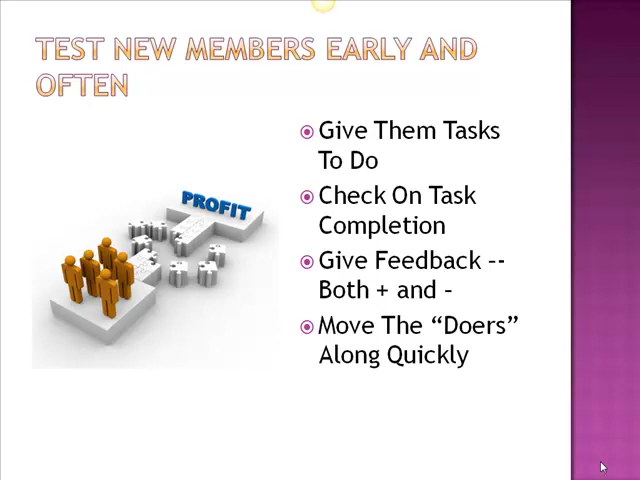 TEST NEW MEMBERS EARLY AND
OFTEN
Give Them Tasks
To Do
Check On Task
Completion
Give Feedback --
Both + and –
Move The “Doers”
Along Quickly
PROFIT